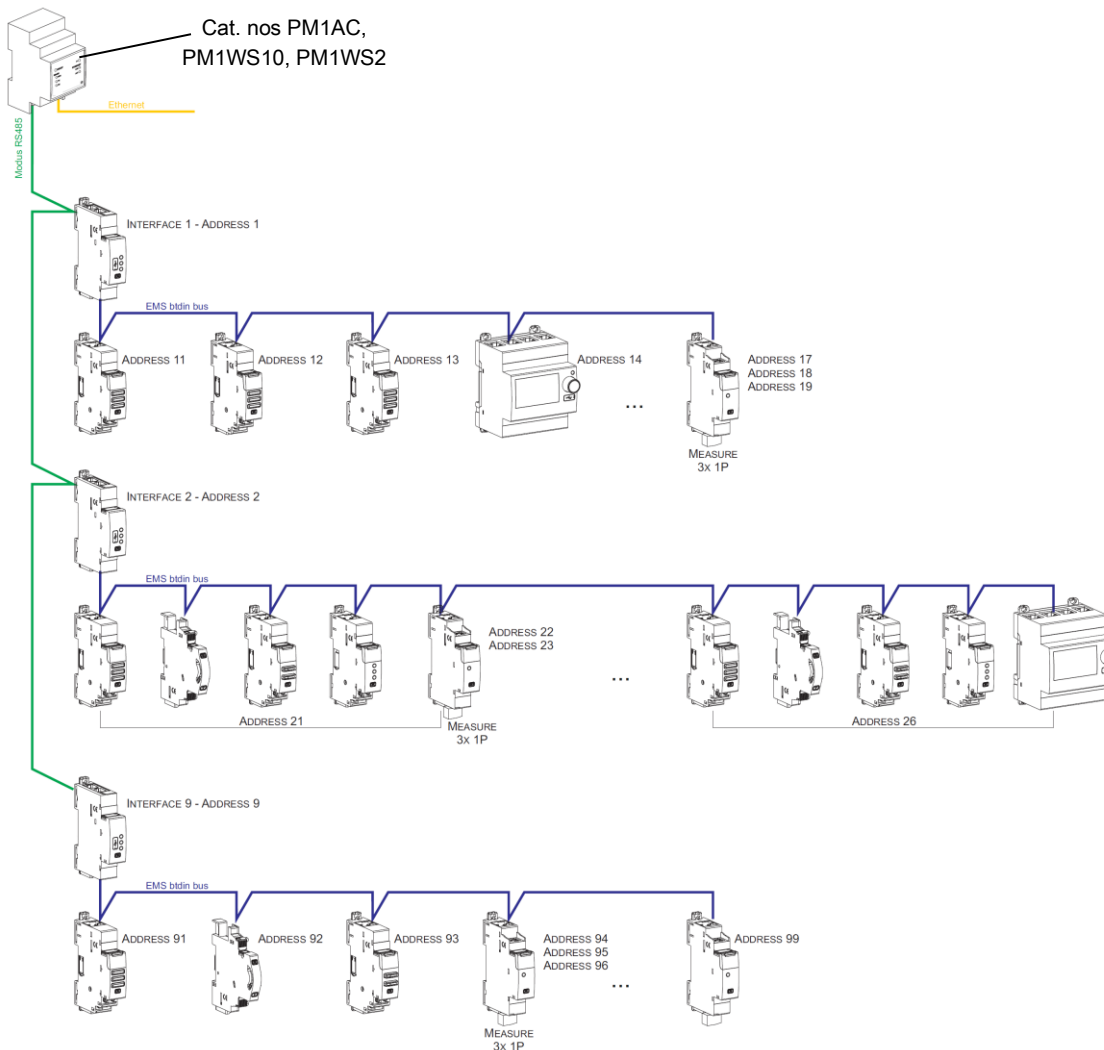 Cat. nos PM1AC,
PM1WS10, PM1WS2
Ethernet
Modus RS485
INTERFACE 1 - ADDRESS 1
EMS btdin bus
ADDRESS 11
ADDRESS 12
ADDRESS 13
ADDRESS 14
ADDRESS 17
ADDRESS 18
ADDRESS 19
...
MEASURE
3X 1P
INTERFACE 2 - ADDRESS 2
EMS btdin bus
ADDRESS 22
ADDRESS 23
...
ADDRESS 21
MEASURE
3X 1P
ADDRESS 26
INTERFACE 9 - ADDRESS 9
EMS btdin bus
ADDRESS 91
ADDRESS 92
ADDRESS 93
ADDRESS 94
ADDRESS 95
ADDRESS 96
ADDRESS 99
...
MEASURE
3X 1P